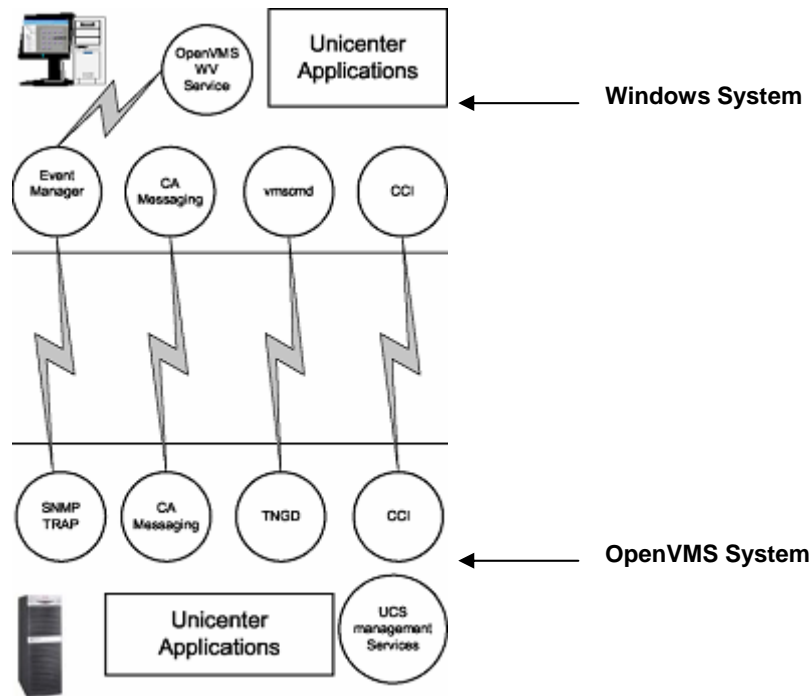 OpenVMS
WV
Service
Unicenter
Applications
Windows System
Event
Manager
CA
Messaging
vmscmd
CCI
SNMP
TRAP
CA
Messaging
TNGD
CCI
OpenVMS System
Unicenter
Applications
UCS
management
Services